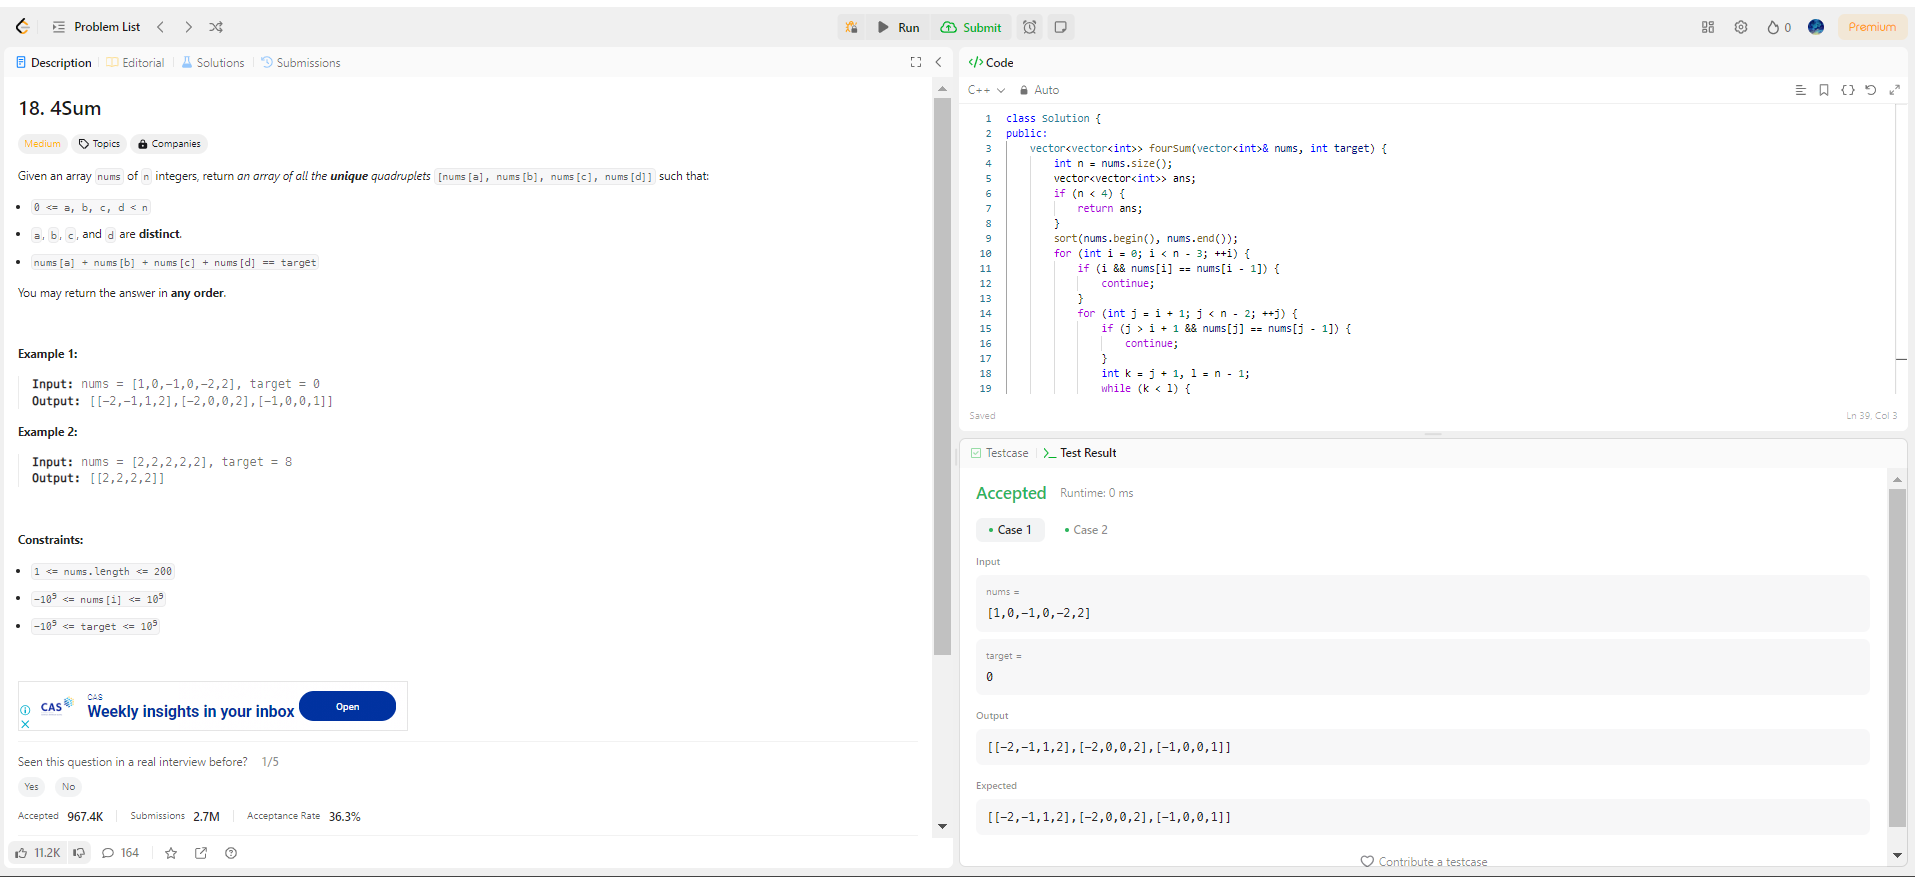 Problem List
Run
Submit
0
Premium
Description
Editorial
Solutions
Submissions
18. 4Sum
Medium
Topics
Companies
Given an array nums of n integers, return an array of all the unique quadruplets [nums[a], nums[b], nums[c], nums[d]] such that:
• 0 <= a, b, c, d < n
• a, b, c, and d are distinct.
• nums[a] + nums[b] + nums[c] + nums[d] == target
You may return the answer in any order.
Example 1:
Input: nums = [1,0,-1,0,-2,2], target = 0
Output: [[-2,-1,1,2],[-2,0,0,2],[-1,0,0,1]]
Example 2:
Input: nums = [2,2,2,2,2], target = 8
Output: [[2,2,2,2]]
Constraints:
• 1 <= nums.length <= 200
• -10⁹ <= nums[i] <= 10⁹
• -10⁹ <= target <= 10⁹
CAS
CAS
Weekly insights in your inbox
Open
Seen this question in a real interview before? 1/5
Yes
No
Accepted 967.4K
Submissions 2.7M
Acceptance Rate 36.3%
11.2K
164
</> Code
C++
Auto
1 class Solution {
2 public:
3     vector<vector<int>> fourSum(vector<int>& nums, int target) {
4         int n = nums.size();
5         vector<vector<int>> ans;
6         if (n < 4) {
7             return ans;
8         }
9         sort(nums.begin(), nums.end());
10         for (int i = 0; i < n - 3; ++i) {
11             if (i && nums[i] == nums[i - 1]) {
12                 continue;
13             }
14             for (int j = i + 1; j < n - 2; ++j) {
15                 if (j > i + 1 && nums[j] == nums[j - 1]) {
16                     continue;
17                 }
18                 int k = j + 1, l = n - 1;
19                 while (k < l) {
Saved
Ln 39, Col 3
Testcase
Test Result
Accepted
Runtime: 0 ms
• Case 1
• Case 2
Input
nums =
[1,0,-1,0,-2,2]
target =
0
Output
[[-2,-1,1,2],[-2,0,0,2],[-1,0,0,1]]
Expected
[[-2,-1,1,2],[-2,0,0,2],[-1,0,0,1]]
Contribute a testcase